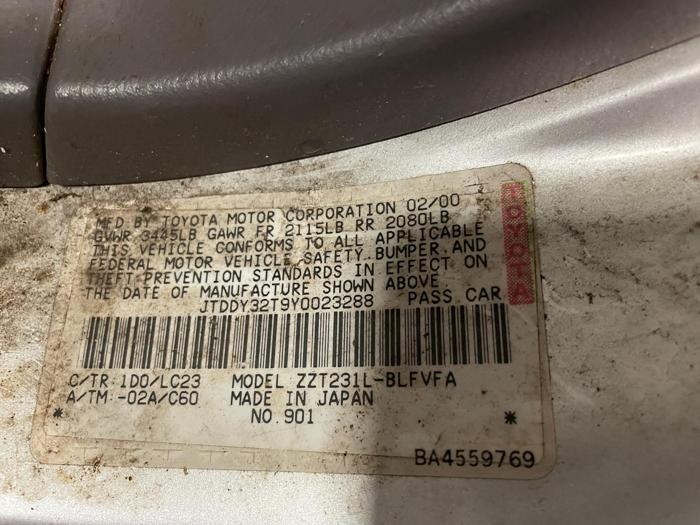 MFD BY TOYOTA MOTOR CORPORATION 02/00
GVWR 3445LB GAWR FR 2115LB RR 2080LB
THIS VEHICLE CONFORMS TO ALL APPLICABLE
FEDERAL MOTOR VEHICLE SAFETY, BUMPER, AND
THEFT PREVENTION STANDARDS IN EFFECT ON
THE DATE OF MANUFACTURE SHOWN ABOVE.
JTDDY32T9Y0023288 PASS.CAR
TOYOTA
C/TR:1D0/LC23 MODEL ZZT231L-BLFVFA
A/TM:-02A/C60 MADE IN JAPAN
* NO.901 *
BA4559769